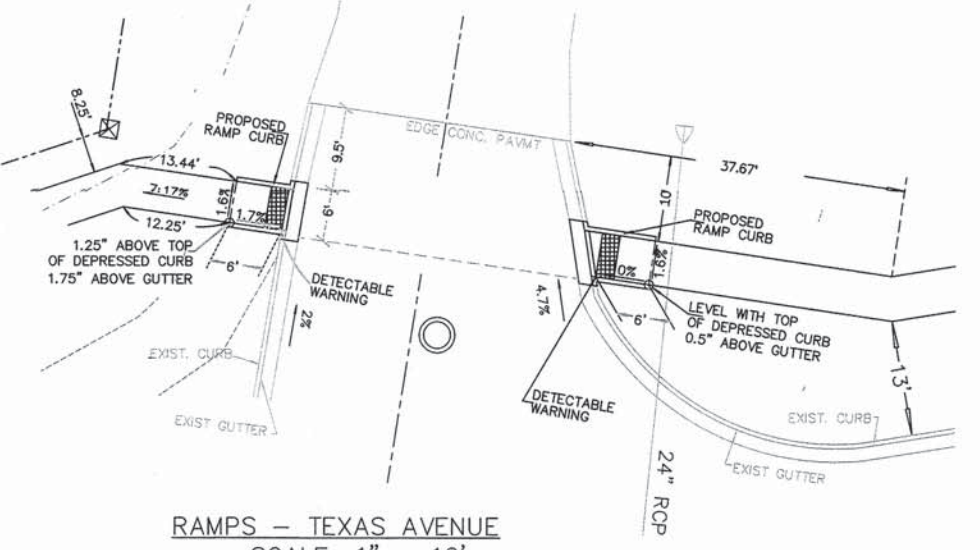 8.25'
PROPOSED
RAMP CURB
13.44'
7.17%
1.6%
1.7%
12.25'
1.25" ABOVE TOP
OF DEPRESSED CURB
1.75" ABOVE GUTTER
6'
DETECTABLE
WARNING
2%
EXIST. CURB
EXIST GUTTER
9.5'
6'
EDGE CONC. PAVMT
37.67'
10'
PROPOSED
RAMP CURB
0%
1.6%
4.7%
6'
LEVEL WITH TOP
OF DEPRESSED CURB
0.5" ABOVE GUTTER
DETECTABLE
WARNING
13'
EXIST. CURB
EXIST GUTTER
24" RCP
RAMPS – TEXAS AVENUE